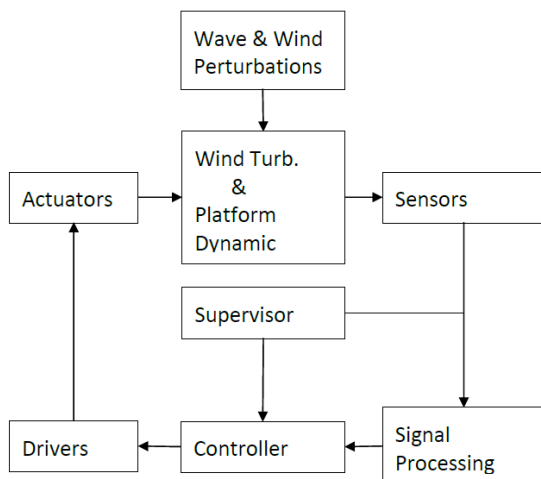 Wave & Wind
Perturbations
Wind Turb.
&
Platform
Dynamic
Actuators
Sensors
Supervisor
Drivers
Controller
Signal
Processing